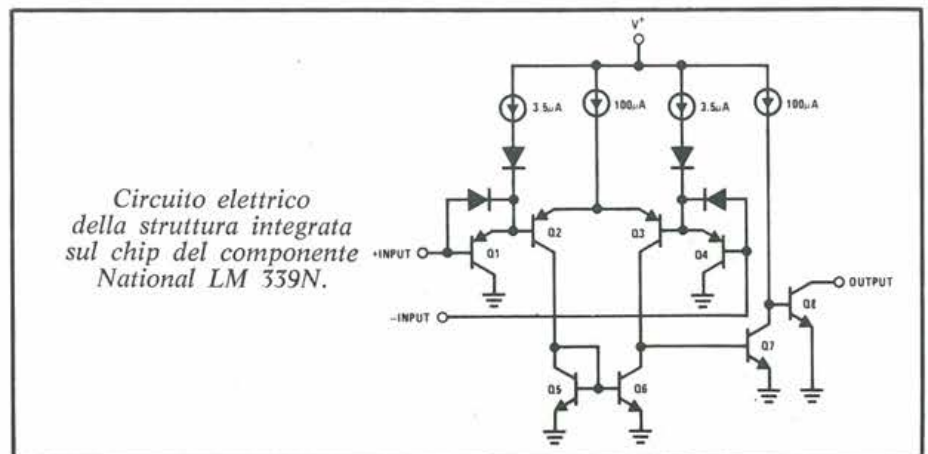 V+
3.5µA
100µA
3.5µA
100µA
Circuito elettrico
della struttura integrata
sul chip del componente
National LM 339N.
Q2
Q3
+INPUT
Q1
Q4
OUTPUT
Q8
-INPUT
Q7
Q5
Q6